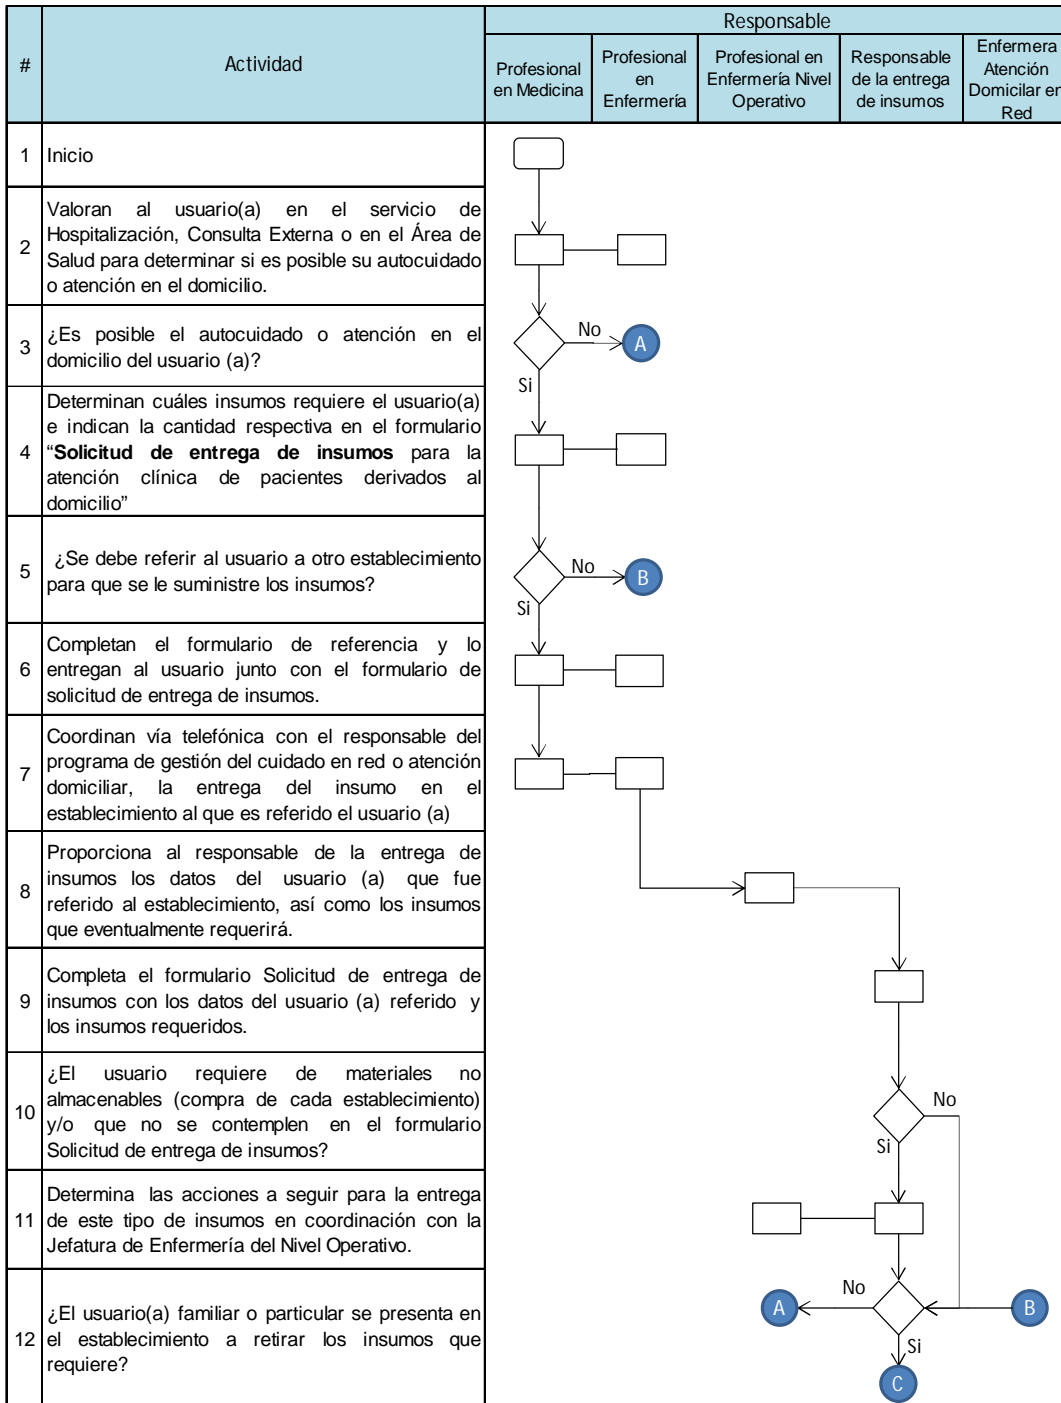 #
Actividad
Responsable
Profesional
en Medicina
Profesional
en
Enfermería
Profesional en
Enfermería Nivel
Operativo
Responsable
de la entrega
de insumos
Enfermera
Atención
Domicilar en
Red
1
Inicio
2
Valoran al usuario(a) en el servicio de
Hospitalización, Consulta Externa o en el Área de
Salud para determinar si es posible su autocuidado
o atención en el domicilio.
3
¿Es posible el autocuidado o atención en el
domicilio del usuario (a)?
No
A
Si
4
Determinan cuáles insumos requiere el usuario(a)
e indican la cantidad respectiva en el formulario
“Solicitud de entrega de insumos para la
atención clínica de pacientes derivados al
domicilio”
5
¿Se debe referir al usuario a otro establecimiento
para que se le suministre los insumos?
No
B
Si
6
Completan el formulario de referencia y lo
entregan al usuario junto con el formulario de
solicitud de entrega de insumos.
7
Coordinan vía telefónica con el responsable del
programa de gestión del cuidado en red o atención
domiciliar, la entrega del insumo en el
establecimiento al que es referido el usuario (a)
8
Proporciona al responsable de la entrega de
insumos los datos del usuario (a) que fue
referido al establecimiento, así como los insumos
que eventualmente requerirá.
9
Completa el formulario Solicitud de entrega de
insumos con los datos del usuario (a) referido y
los insumos requeridos.
10
¿El usuario requiere de materiales no
almacenables (compra de cada establecimiento)
y/o que no se contemplen en el formulario
Solicitud de entrega de insumos?
No
Si
11
Determina las acciones a seguir para la entrega
de este tipo de insumos en coordinación con la
Jefatura de Enfermería del Nivel Operativo.
12
¿El usuario(a) familiar o particular se presenta en
el establecimiento a retirar los insumos que
requiere?
No
A
B
Si
C